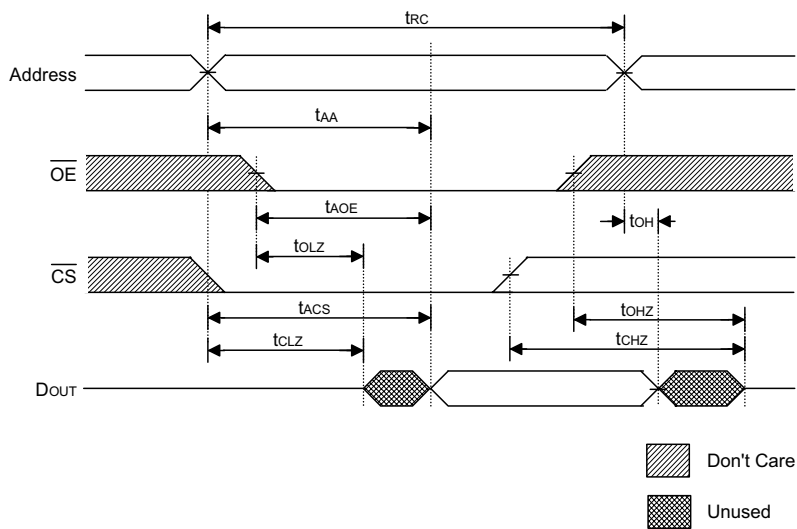 tRC
Address
tAA
OE
tAOE
tOH
tOLZ
CS
tACS
tOHZ
tCLZ
tCHZ
DOUT
Don't Care
Unused